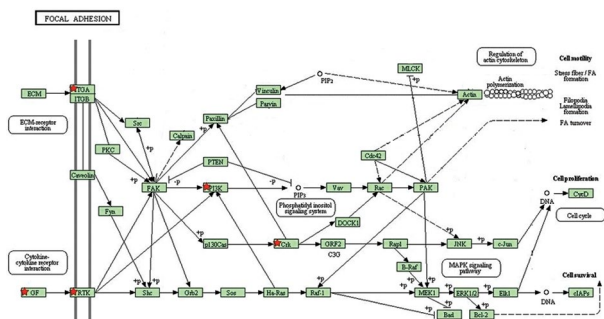 FOCAL ADHESION
MLCK
Regulation of
actin cytoskeleton
Cell motility
Stress fiber / FA
formation
Vinculin
PIP2
Actin
Actin
polymerization
ECM
ITGA
ITGB
Parvin
Filopodia
Lamellipodia
formation
Paxillin
FA turnover
ECM-receptor
interaction
Src
+p
Calpain
+p
PKC
Cdc42
PTEN
Caveolin
+p
-p
-p
+p
Cell proliferation
FAK
PI3K
PIP3
Vav
Rac
PAK
DNA
CycD
Fyn
Phosphatidyl inositol
signaling system
DOCK1
Cell cycle
+p
+p
Cytokine-cytokine receptor
interaction
p130Cas
Crk
GRF2
Rap1
JNK
c-Jun
C3G
B-Raf
MAPK signaling
pathway
Cell survival
+p
+p
+p
+p
+p
+p
GF
RTK
Shc
Grb2
Sos
Ha-Ras
Raf-1
MEK1
ERK1/2
Elk1
DNA
cIAPs
+p
+p
Bad
Bcl-2